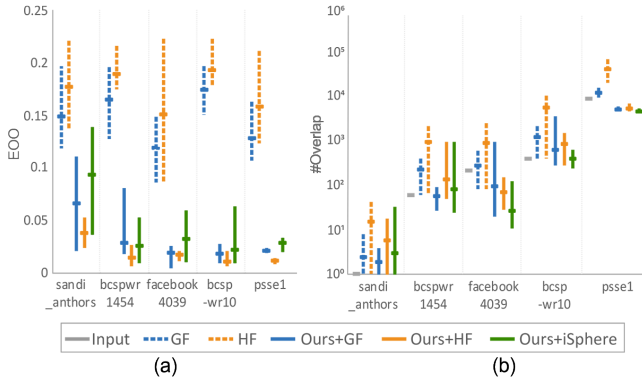 (a)
0.25
0.2
0.15
0.1
0.05
0
EOO
sandi
_anthors
bcspwr
1454
facebook
4039
bcsp
-wr10
psse1
(b)
10⁶
10⁵
10⁴
10³
10²
10¹
10⁰
#Overlap
sandi
_anthors
bcspwr
1454
facebook
4039
bcsp
-wr10
psse1
Input GF HF Ours+GF Ours+HF Ours+iSphere
(a) (b)